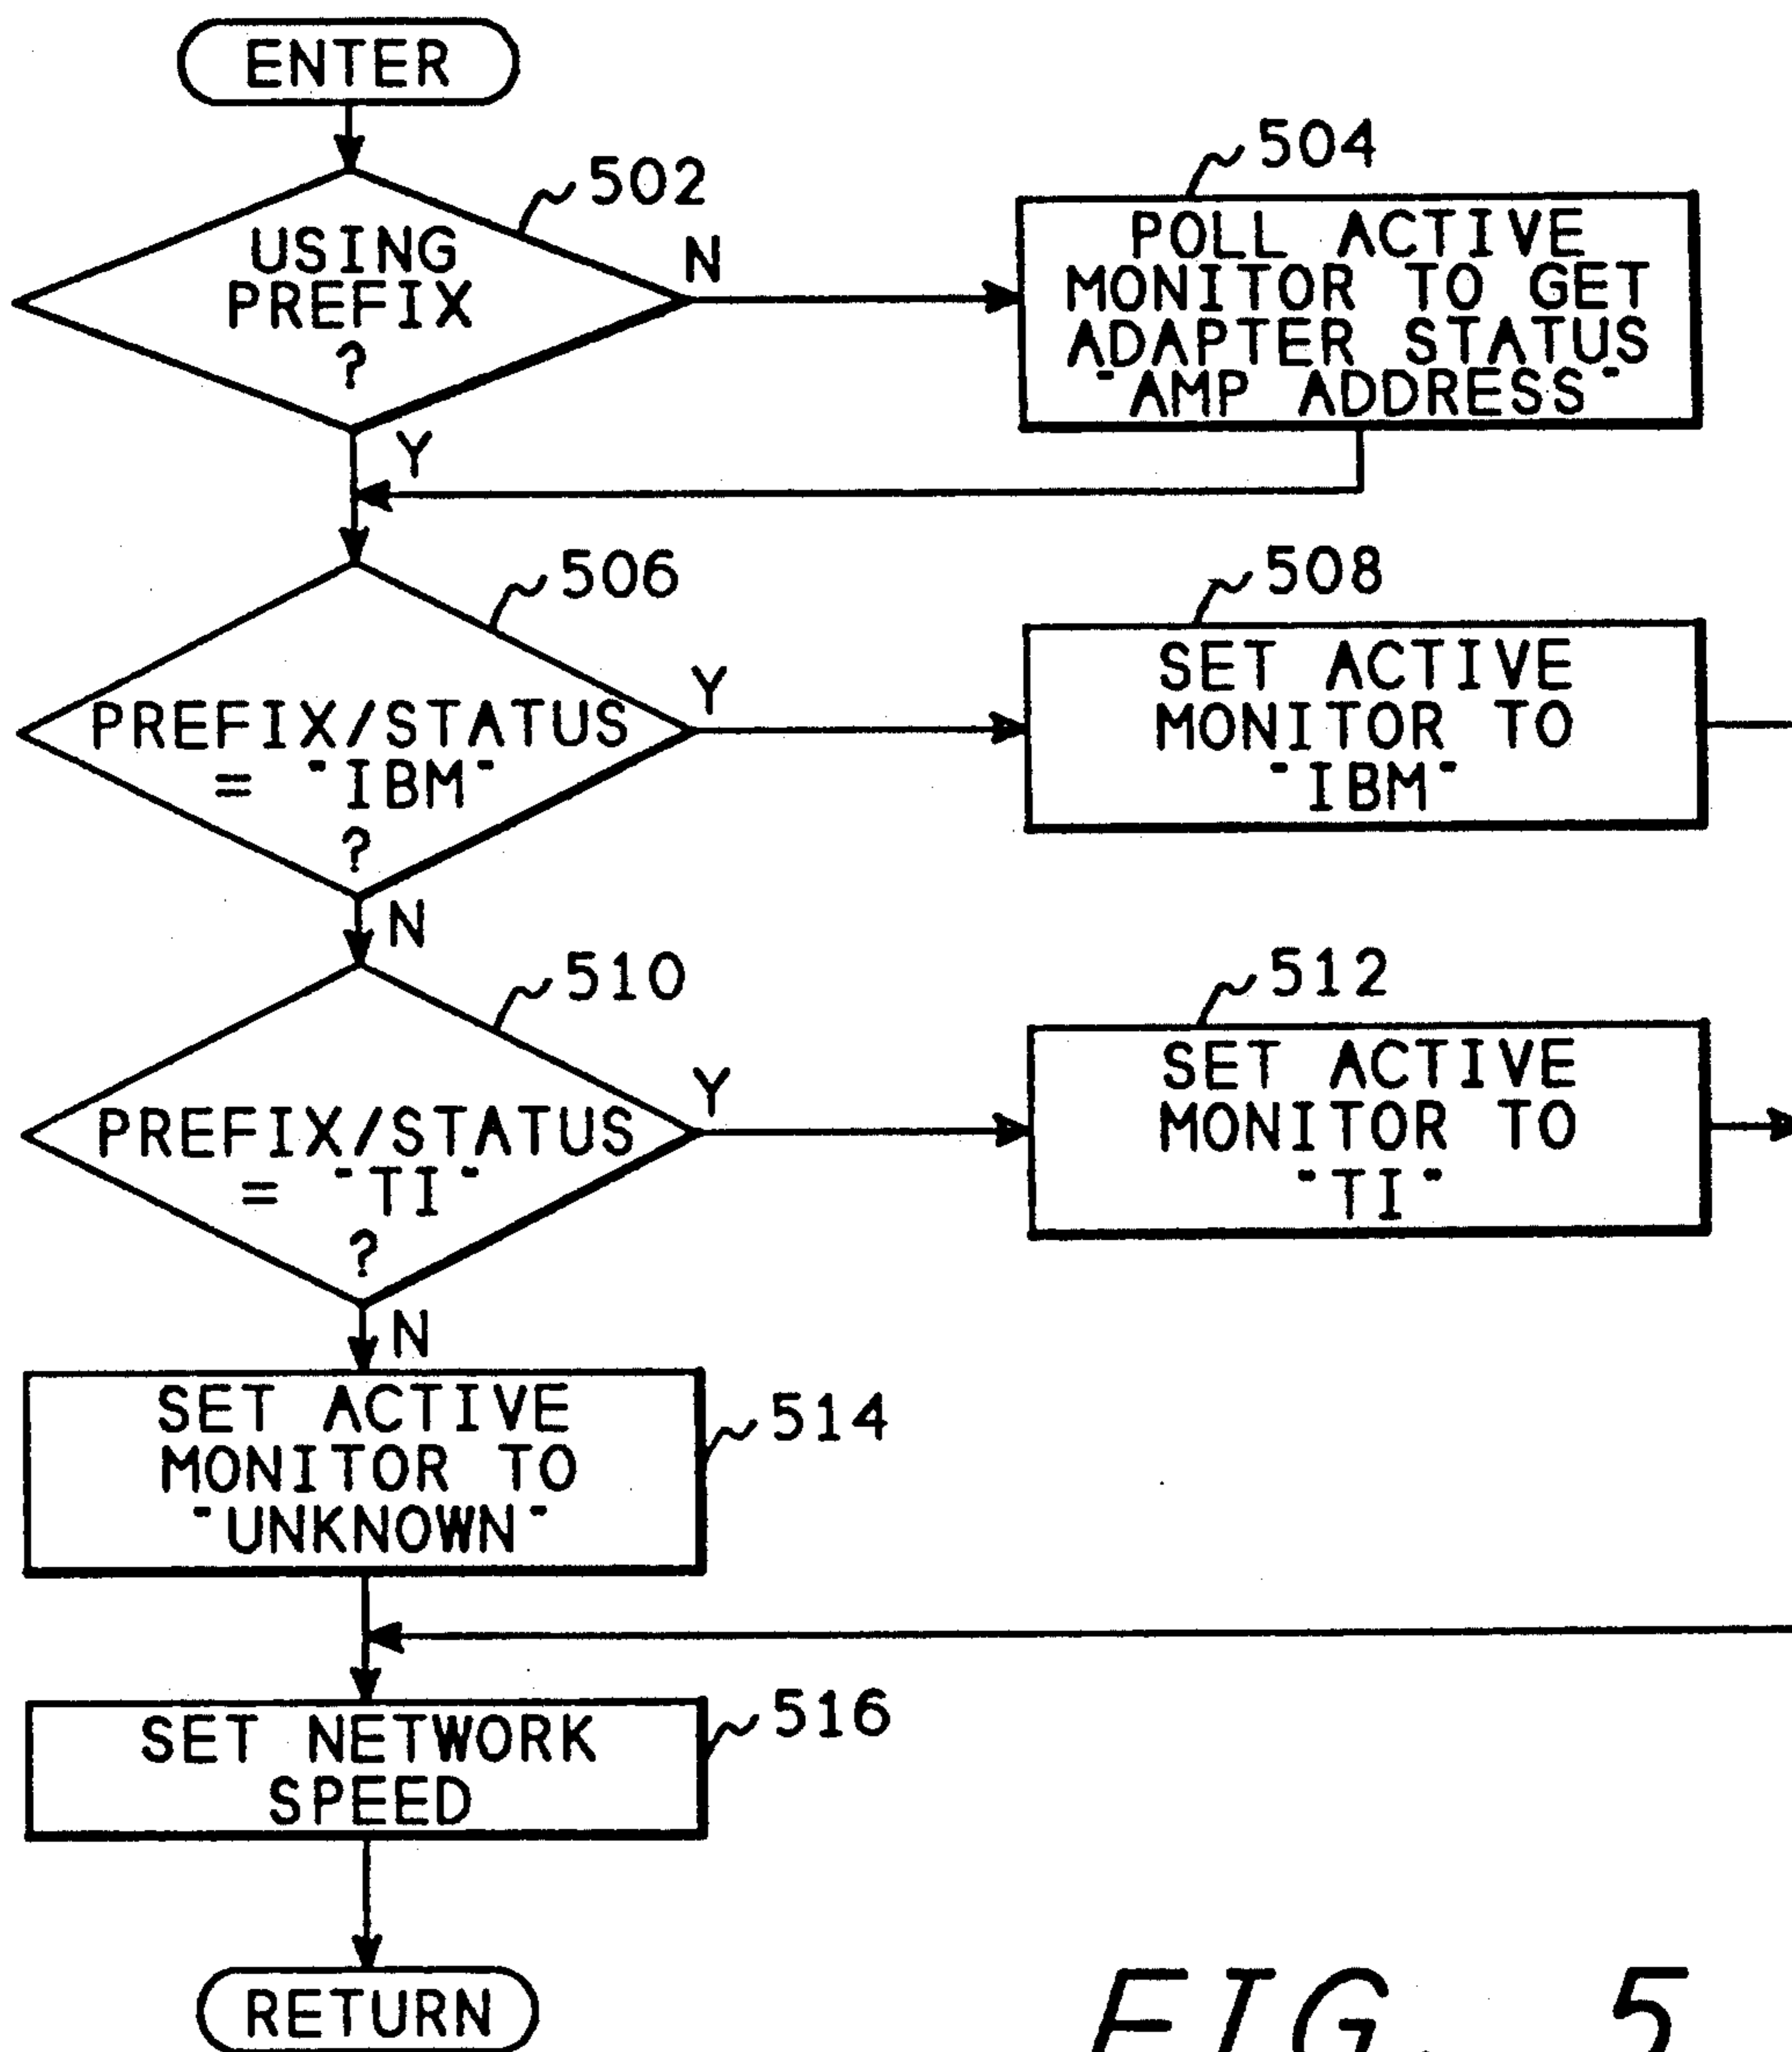 ENTER
502
USING
PREFIX
?
N
Y
504
POLL ACTIVE
MONITOR TO GET
ADAPTER STATUS
"AMP ADDRESS"
506
PREFIX/STATUS
= "IBM"
?
Y
N
508
SET ACTIVE
MONITOR TO
"IBM"
510
PREFIX/STATUS
= "TI"
?
Y
N
512
SET ACTIVE
MONITOR TO
"TI"
514
SET ACTIVE
MONITOR TO
"UNKNOWN"
516
SET NETWORK
SPEED
RETURN
FIG. 5